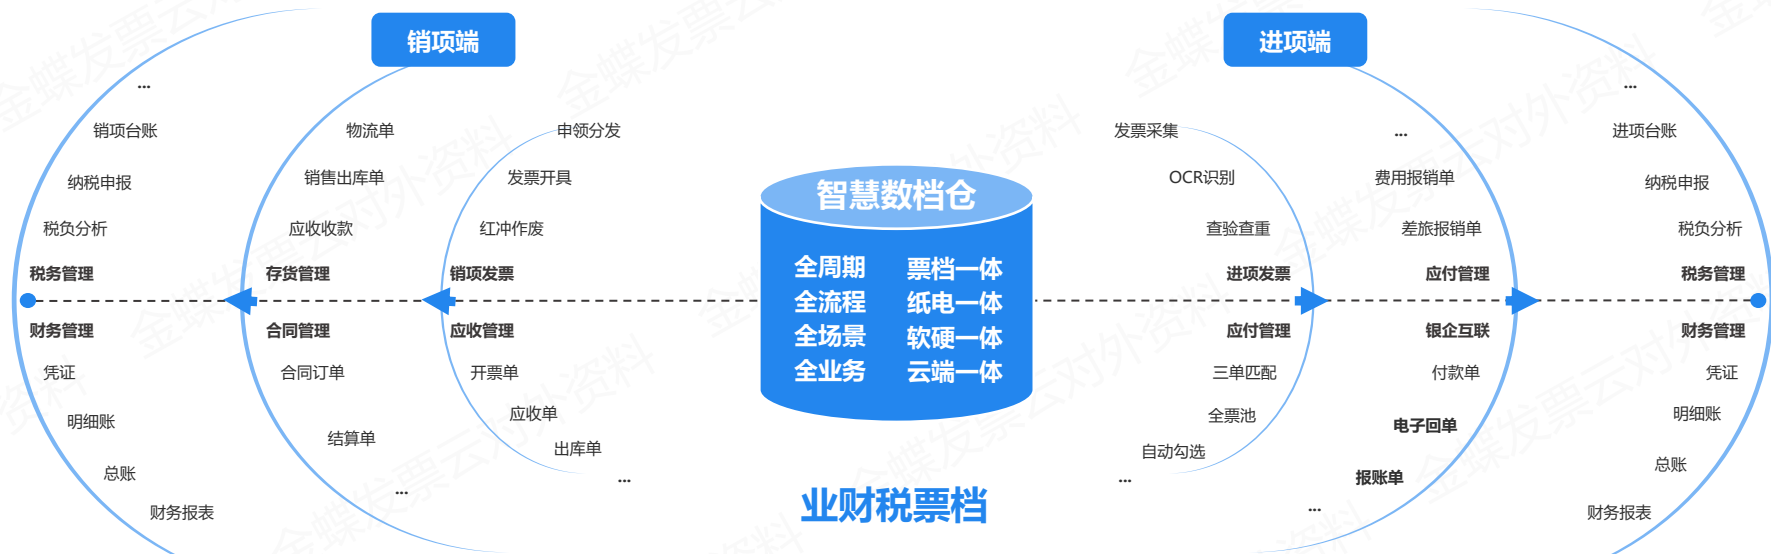 销项端
进项端
...
销项台账
纳税申报
税负分析
税务管理
财务管理
凭证
明细账
总账
财务报表
物流单
销售出库单
应收收款
存货管理
合同管理
合同订单
结算单
...
申领分发
发票开具
红冲作废
销项发票
应收管理
开票单
应收单
出库单
...
智慧数档仓
全周期 票档一体
全流程 纸电一体
全场景 软硬一体
全业务 云端一体
业财税票档
发票采集
OCR识别
查验查重
进项发票
应付管理
三单匹配
全票池
自动勾选
...
...
费用报销单
差旅报销单
应付管理
银企互联
付款单
电子回单
报账单
...
...
进项台账
纳税申报
税负分析
税务管理
财务管理
凭证
明细账
总账
财务报表
金蝶发票云对外资料